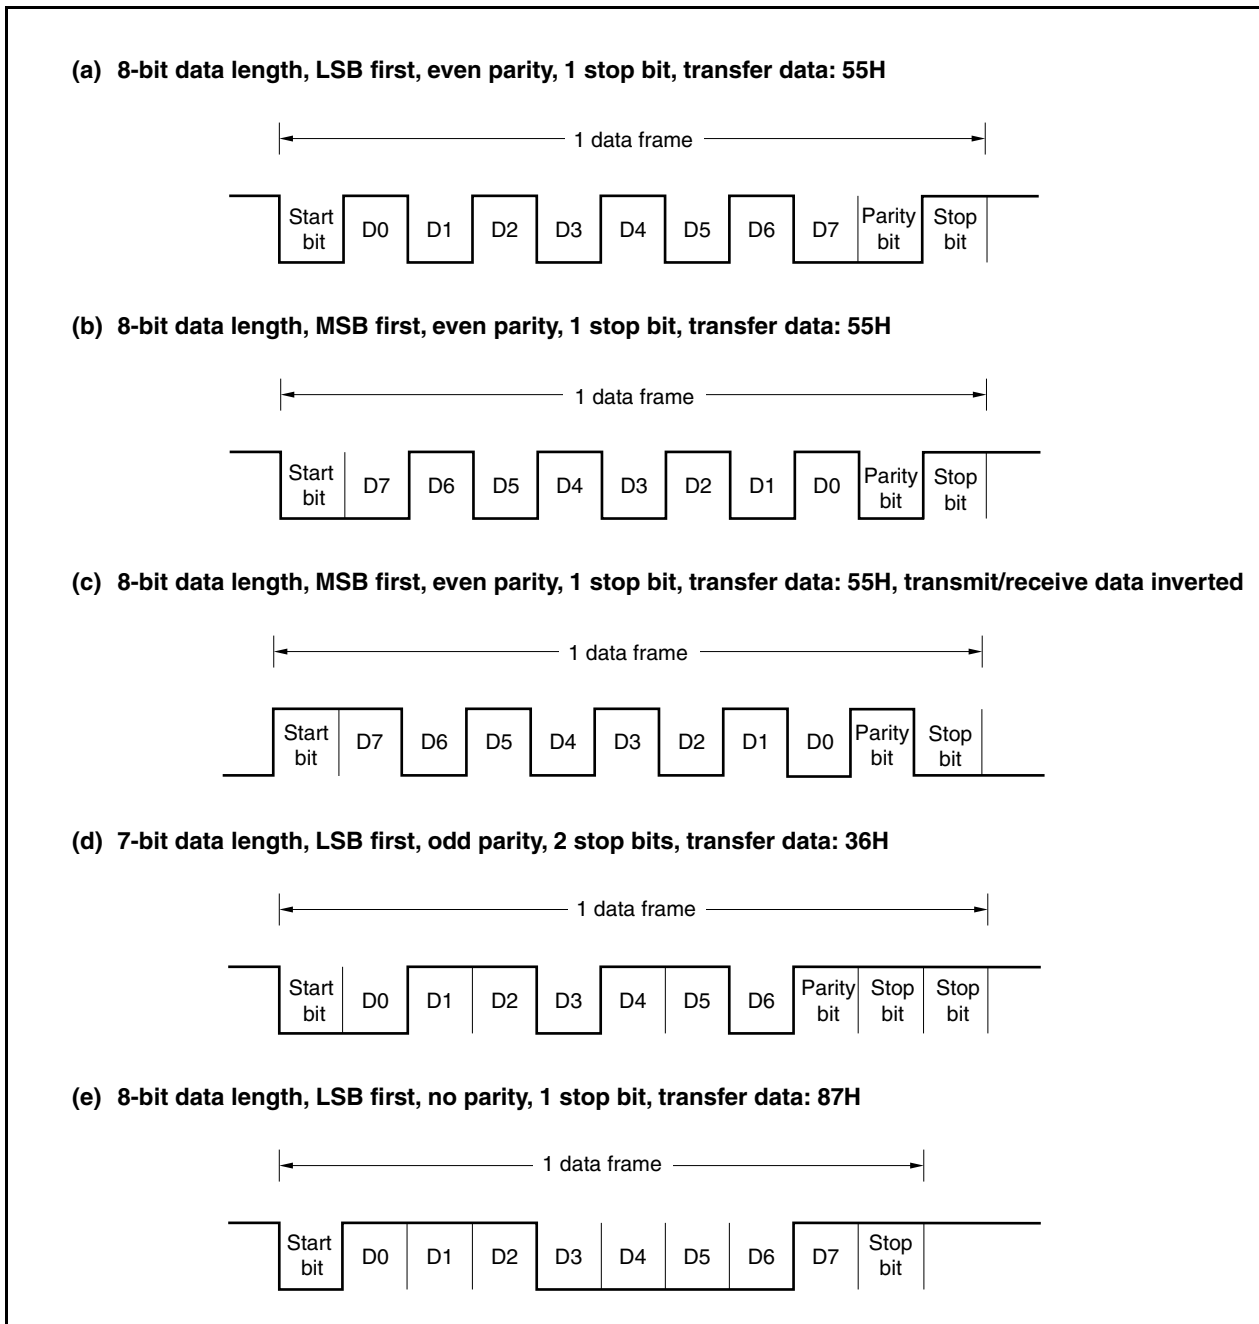 (a) 8-bit data length, LSB first, even parity, 1 stop bit, transfer data: 55H
1 data frame
Start bit D0 D1 D2 D3 D4 D5 D6 D7 Parity bit Stop bit
(b) 8-bit data length, MSB first, even parity, 1 stop bit, transfer data: 55H
1 data frame
Start bit D7 D6 D5 D4 D3 D2 D1 D0 Parity bit Stop bit
(c) 8-bit data length, MSB first, even parity, 1 stop bit, transfer data: 55H, transmit/receive data inverted
1 data frame
Start bit D7 D6 D5 D4 D3 D2 D1 D0 Parity bit Stop bit
(d) 7-bit data length, LSB first, odd parity, 2 stop bits, transfer data: 36H
1 data frame
Start bit D0 D1 D2 D3 D4 D5 D6 Parity bit Stop bit Stop bit
(e) 8-bit data length, LSB first, no parity, 1 stop bit, transfer data: 87H
1 data frame
Start bit D0 D1 D2 D3 D4 D5 D6 D7 Stop bit